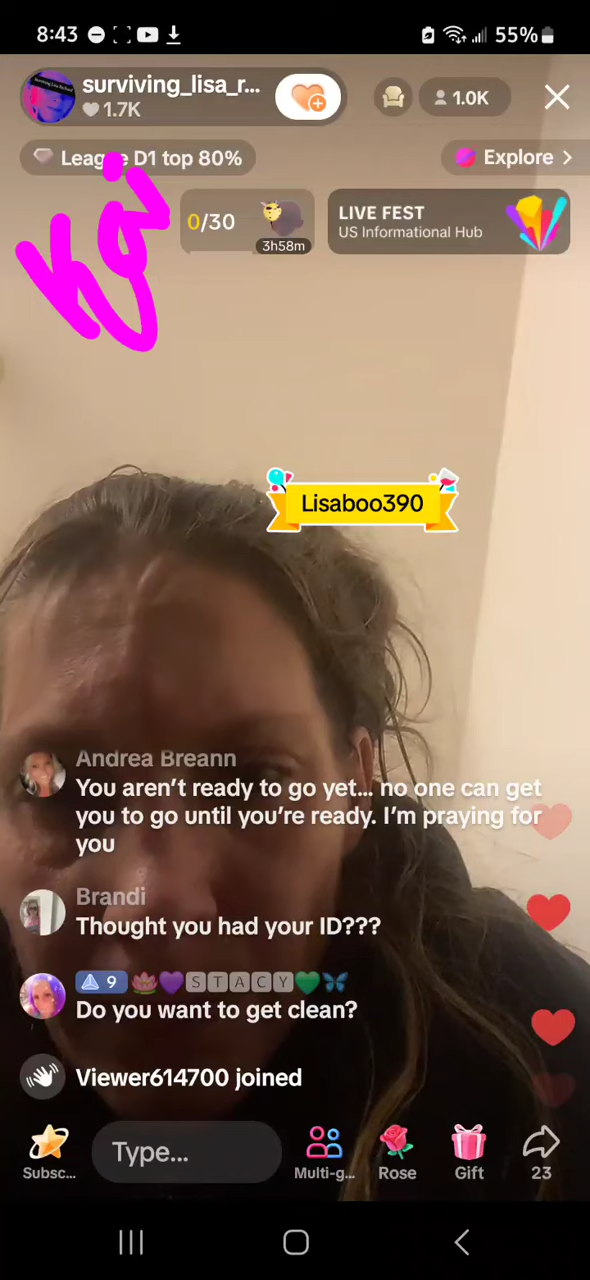 8:43
55%
surviving_lisa_r...
1.7K
1.0K
League D1 top 80%
Explore >
Kai
0/30
3h58m
LIVE FEST
US Informational Hub
Lisaboo390
Andrea Breann
You aren't ready to go yet... no one can get
you to go until you're ready. I'm praying for
you
Brandi
Thought you had your ID???
9 🪷💜🅂🅃🄰🄲🅈💚🦋
Do you want to get clean?
Viewer614700 joined
Type...
Subsc...
Multi-g...
Rose
Gift
23